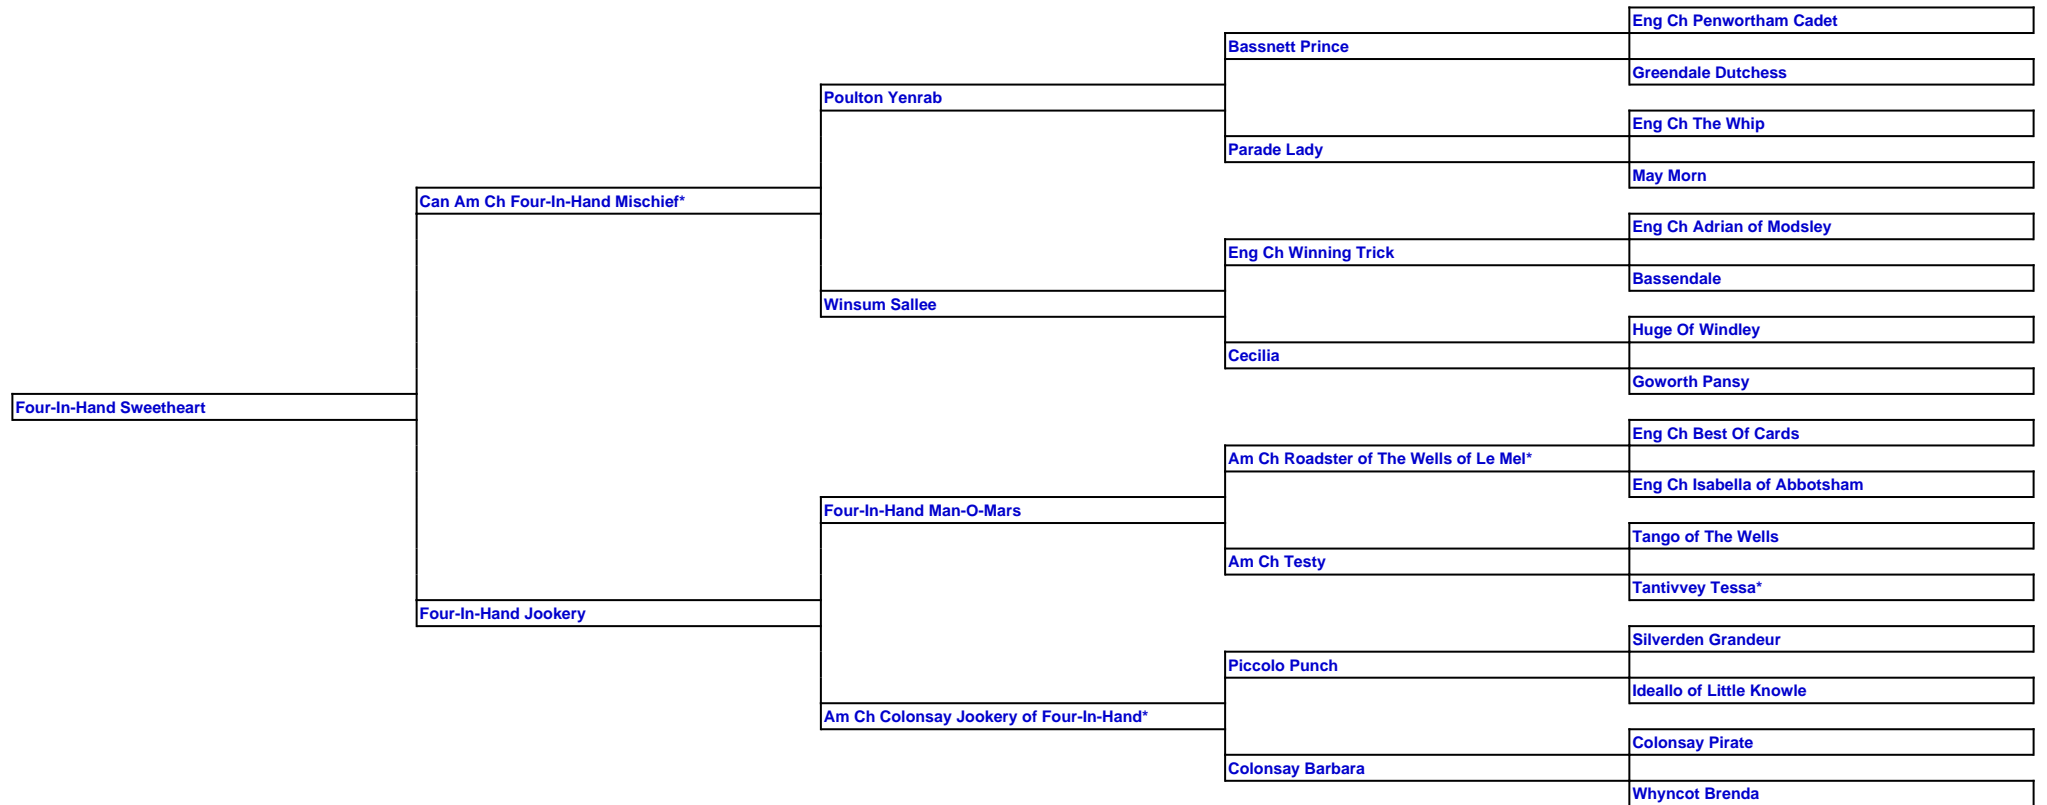 Eng Ch Penwortham Cadet
Bassnett Prince
Greendale Dutchess
Poulton Yenrab
Eng Ch The Whip
Parade Lady
May Morn
Can Am Ch Four-In-Hand Mischief*
Eng Ch Adrian of Modsley
Eng Ch Winning Trick
Bassendale
Winsum Sallee
Huge Of Windley
Cecilia
Goworth Pansy
Four-In-Hand Sweetheart
Eng Ch Best Of Cards
Am Ch Roadster of The Wells of Le Mel*
Eng Ch Isabella of Abbotsham
Four-In-Hand Man-O-Mars
Tango of The Wells
Am Ch Testy
Tantivvey Tessa*
Four-In-Hand Jookery
Silverden Grandeur
Piccolo Punch
Ideallo of Little Knowle
Am Ch Colonsay Jookery of Four-In-Hand*
Colonsay Pirate
Colonsay Barbara
Whyncot Brenda